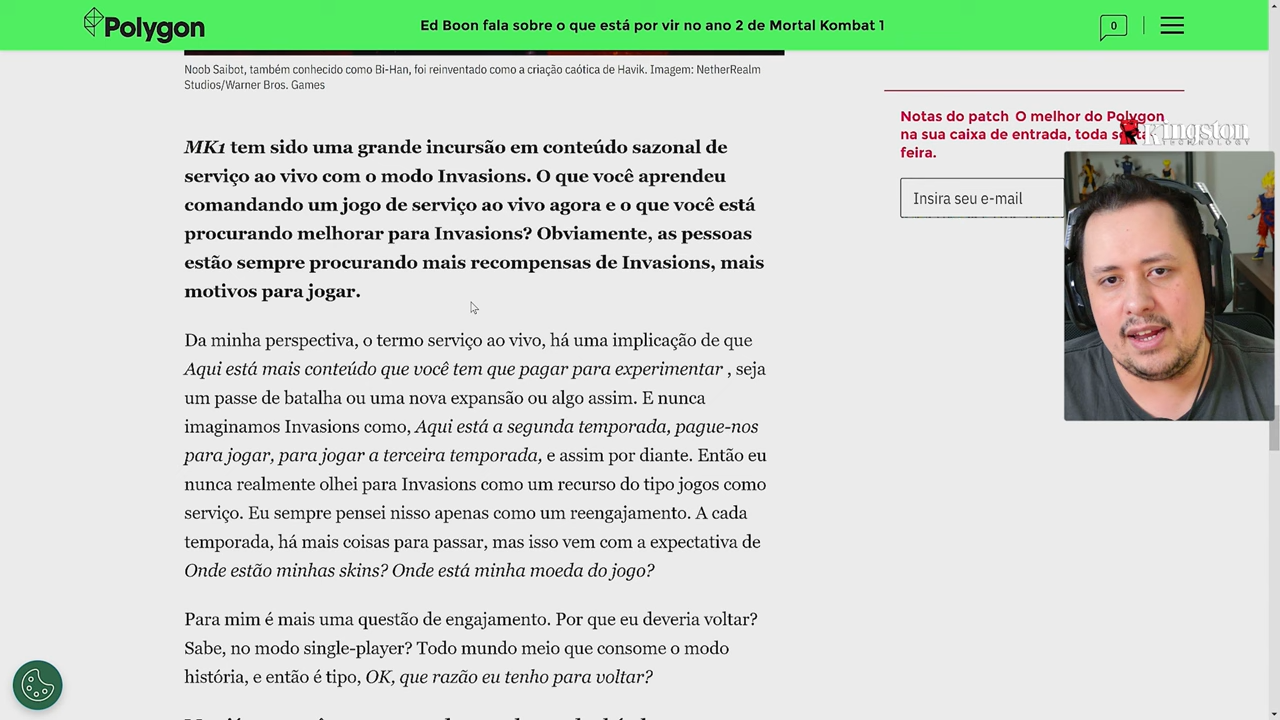 Polygon
Ed Boon fala sobre o que está por vir no ano 2 de Mortal Kombat 1
0
Noob Saibot, também conhecido como Bi-Han, foi reinventado como a criação caótica de Havik. Imagem: NetherRealm
Studios/Warner Bros. Games
MK1 tem sido uma grande incursão em conteúdo sazonal de
serviço ao vivo com o modo Invasions. O que você aprendeu
comandando um jogo de serviço ao vivo agora e o que você está
procurando melhorar para Invasions? Obviamente, as pessoas
estão sempre procurando mais recompensas de Invasions, mais
motivos para jogar.
Da minha perspectiva, o termo serviço ao vivo, há uma implicação de que
Aqui está mais conteúdo que você tem que pagar para experimentar , seja
um passe de batalha ou uma nova expansão ou algo assim. E nunca
imaginamos Invasions como, Aqui está a segunda temporada, pague-nos
para jogar, para jogar a terceira temporada, e assim por diante. Então eu
nunca realmente olhei para Invasions como um recurso do tipo jogos como
serviço. Eu sempre pensei nisso apenas como um reengajamento. A cada
temporada, há mais coisas para passar, mas isso vem com a expectativa de
Onde estão minhas skins? Onde está minha moeda do jogo?
Para mim é mais uma questão de engajamento. Por que eu deveria voltar?
Sabe, no modo single-player? Todo mundo meio que consome o modo
história, e então é tipo, OK, que razão eu tenho para voltar?
Notas do patch O melhor do Polygon
na sua caixa de entrada, toda
feira.
Insira seu e-mail
Kingston
TECHNOLOGY